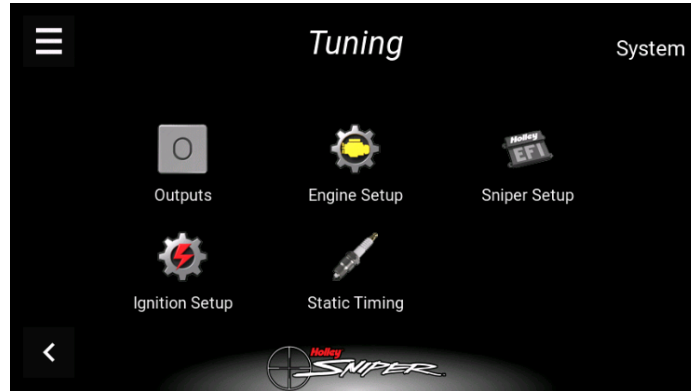 Tuning
System
O
Holley
EFI
Outputs
Engine Setup
Sniper Setup
Ignition Setup
Static Timing
Holley
SNIPER